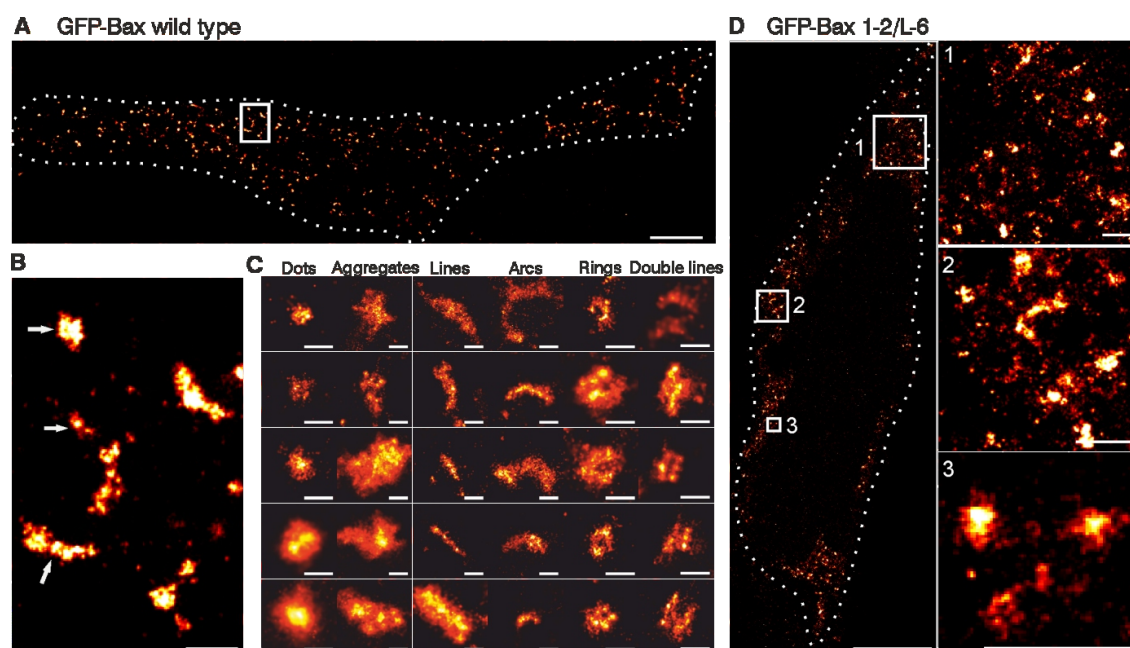 A GFP-Bax wild type
B
C Dots Aggregates Lines Arcs Rings Double lines
D GFP-Bax 1-2/L-6
1
2
3
1
2
3